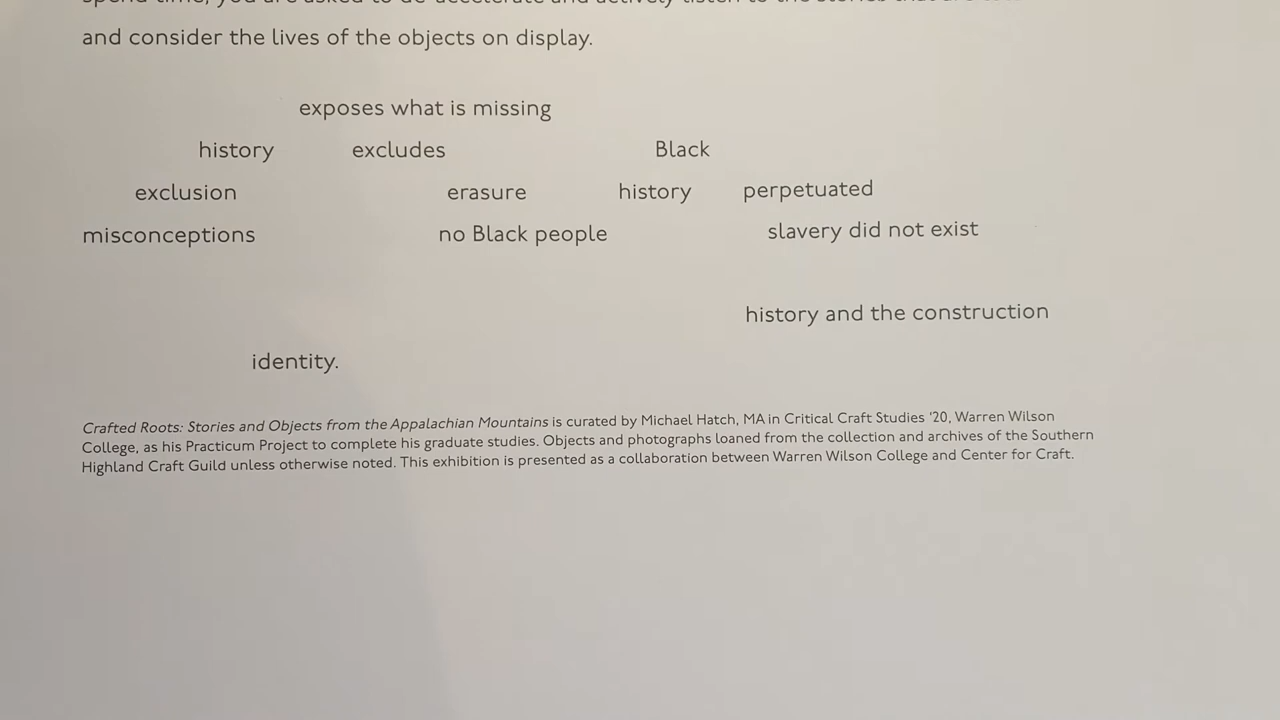 and consider the lives of the objects on display.
exposes what is missing
history excludes Black
exclusion erasure history perpetuated
misconceptions no Black people slavery did not exist
history and the construction
identity.
Crafted Roots: Stories and Objects from the Appalachian Mountains is curated by Michael Hatch, MA in Critical Craft Studies '20, Warren Wilson
College, as his Practicum Project to complete his graduate studies. Objects and photographs loaned from the collection and archives of the Southern
Highland Craft Guild unless otherwise noted. This exhibition is presented as a collaboration between Warren Wilson College and Center for Craft.